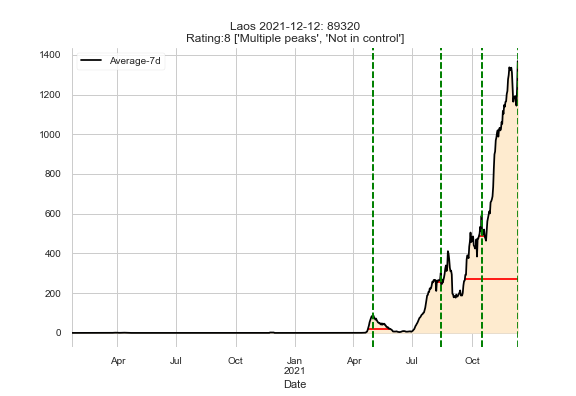 Laos 2021-12-12: 89320
Rating:8 ['Multiple peaks', 'Not in control']
Average-7d
1400
1200
1000
800
600
400
200
0
Apr Jul Oct Jan Apr Jul Oct
2021
Date